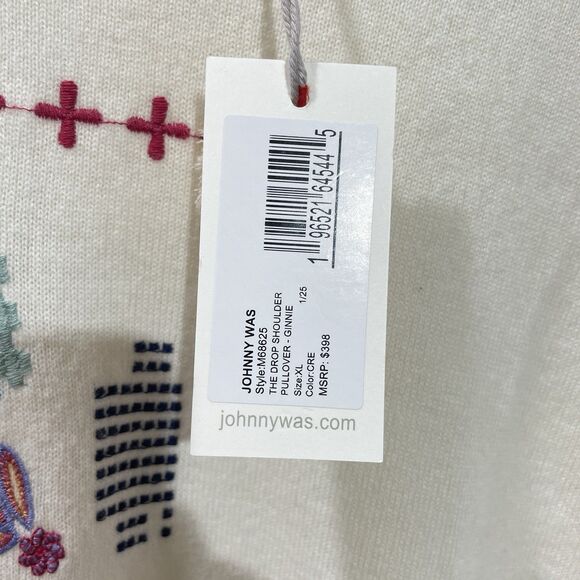 JOHNNY WAS
Style:M68625
THE DROP SHOULDER
PULLOVER - GINNIE
1/25
Size:XL
Color:CRE
MSRP: $398
1 96521 64544 5
johnnywas.com